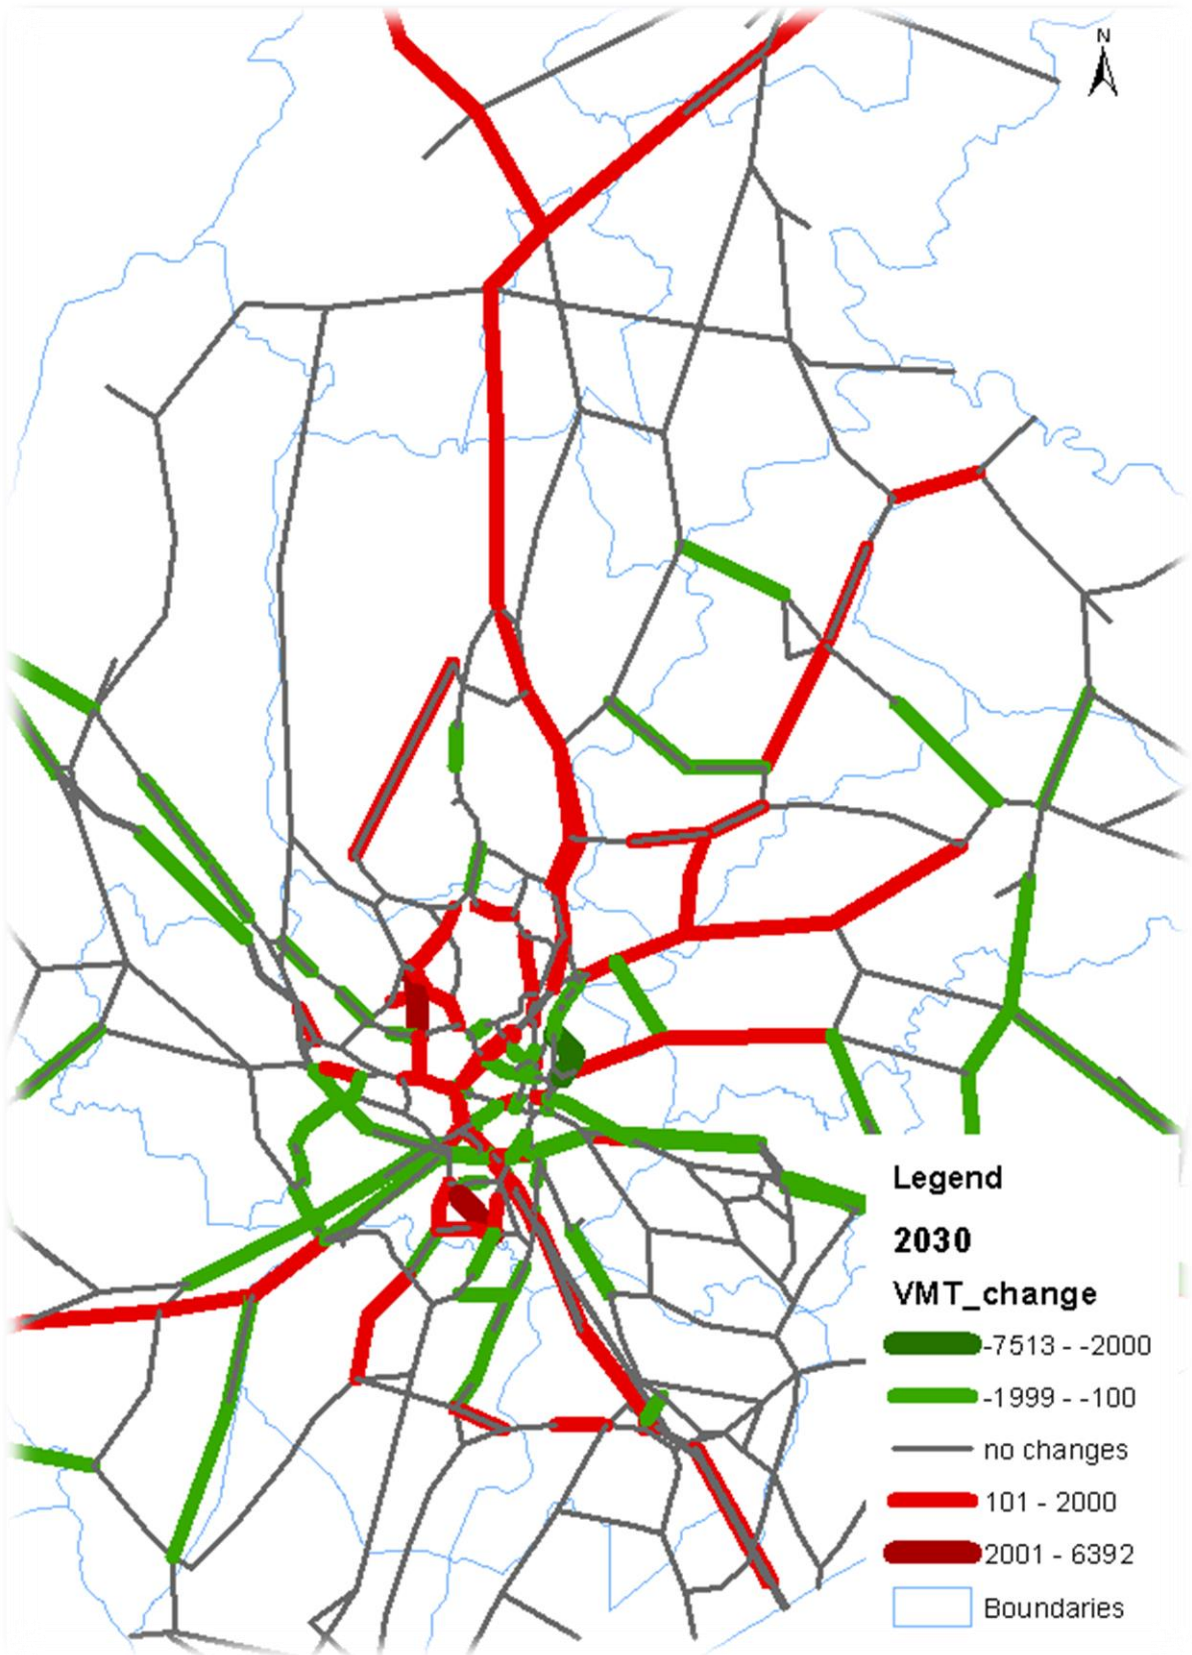 N
Legend
2030
VMT_change
-7513 - -2000
-1999 - -100
no changes
101 - 2000
2001 - 6392
Boundaries